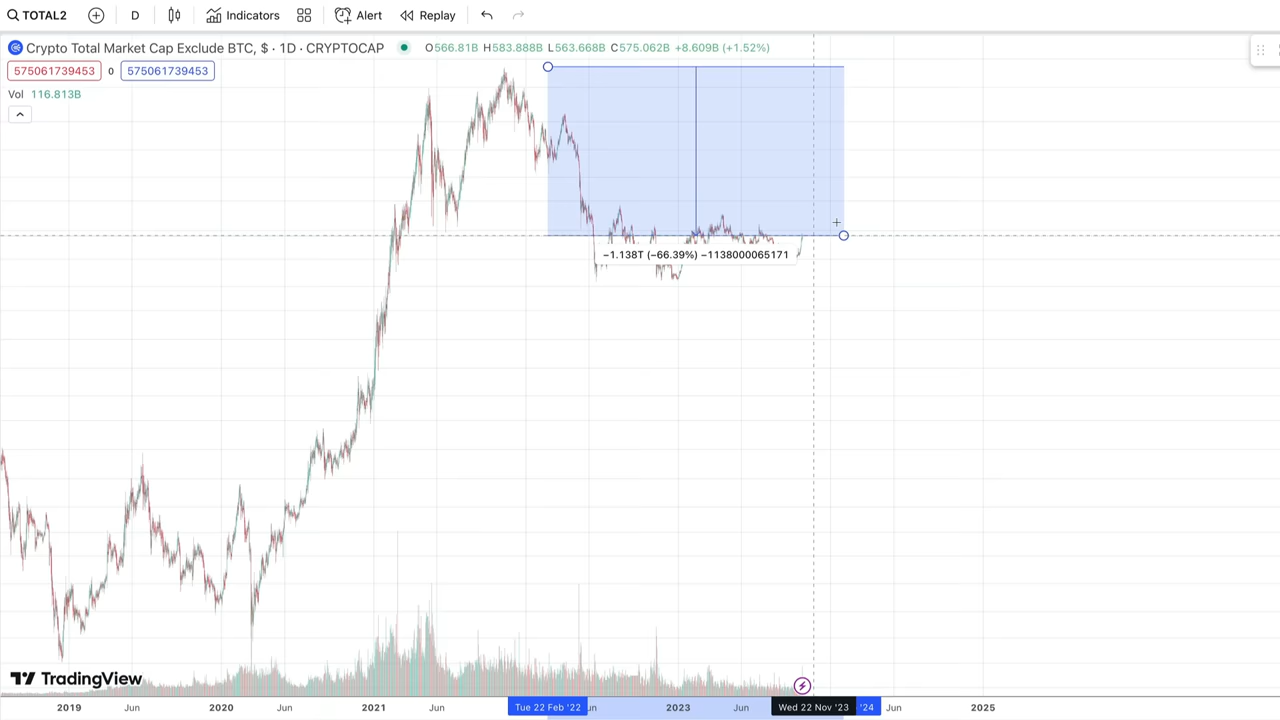 TOTAL2 D Indicators Alert Replay
Crypto Total Market Cap Exclude BTC, $ · 1D · CRYPTOCAP O566.81B H583.888B L563.668B C575.062B +8.609B (+1.52%)
575061739453 0 575061739453
Vol 116.813B
−1.138T (−66.39%) −1138000065171
TradingView
2019 Jun 2020 Jun 2021 Jun Tue 22 Feb '22 2023 Jun Wed 22 Nov '23 '24 Jun 2025